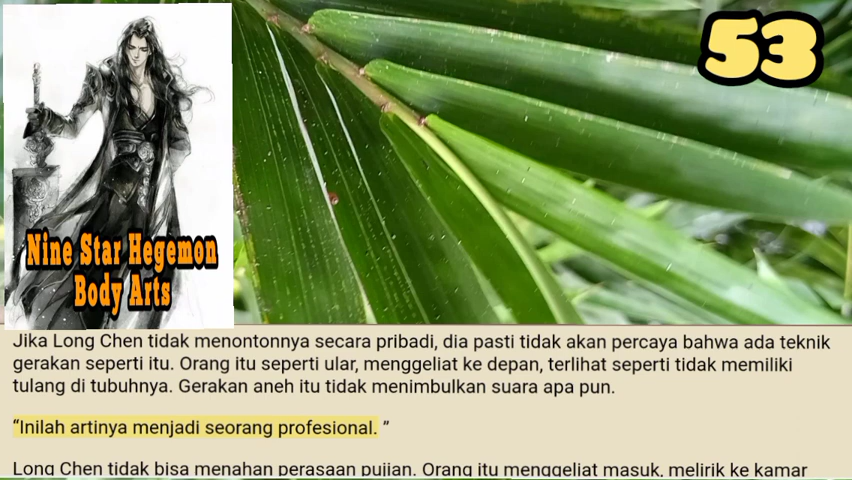 53
Nine Star Hegemon
Body Arts
Jika Long Chen tidak menontonnya secara pribadi, dia pasti tidak akan percaya bahwa ada teknik
gerakan seperti itu. Orang itu seperti ular, menggeliat ke depan, terlihat seperti tidak memiliki
tulang di tubuhnya. Gerakan aneh itu tidak menimbulkan suara apa pun.
“Inilah artinya menjadi seorang profesional. ”
Long Chen tidak bisa menahan perasaan pujian. Orang itu menggeliat masuk, melirik ke kamar